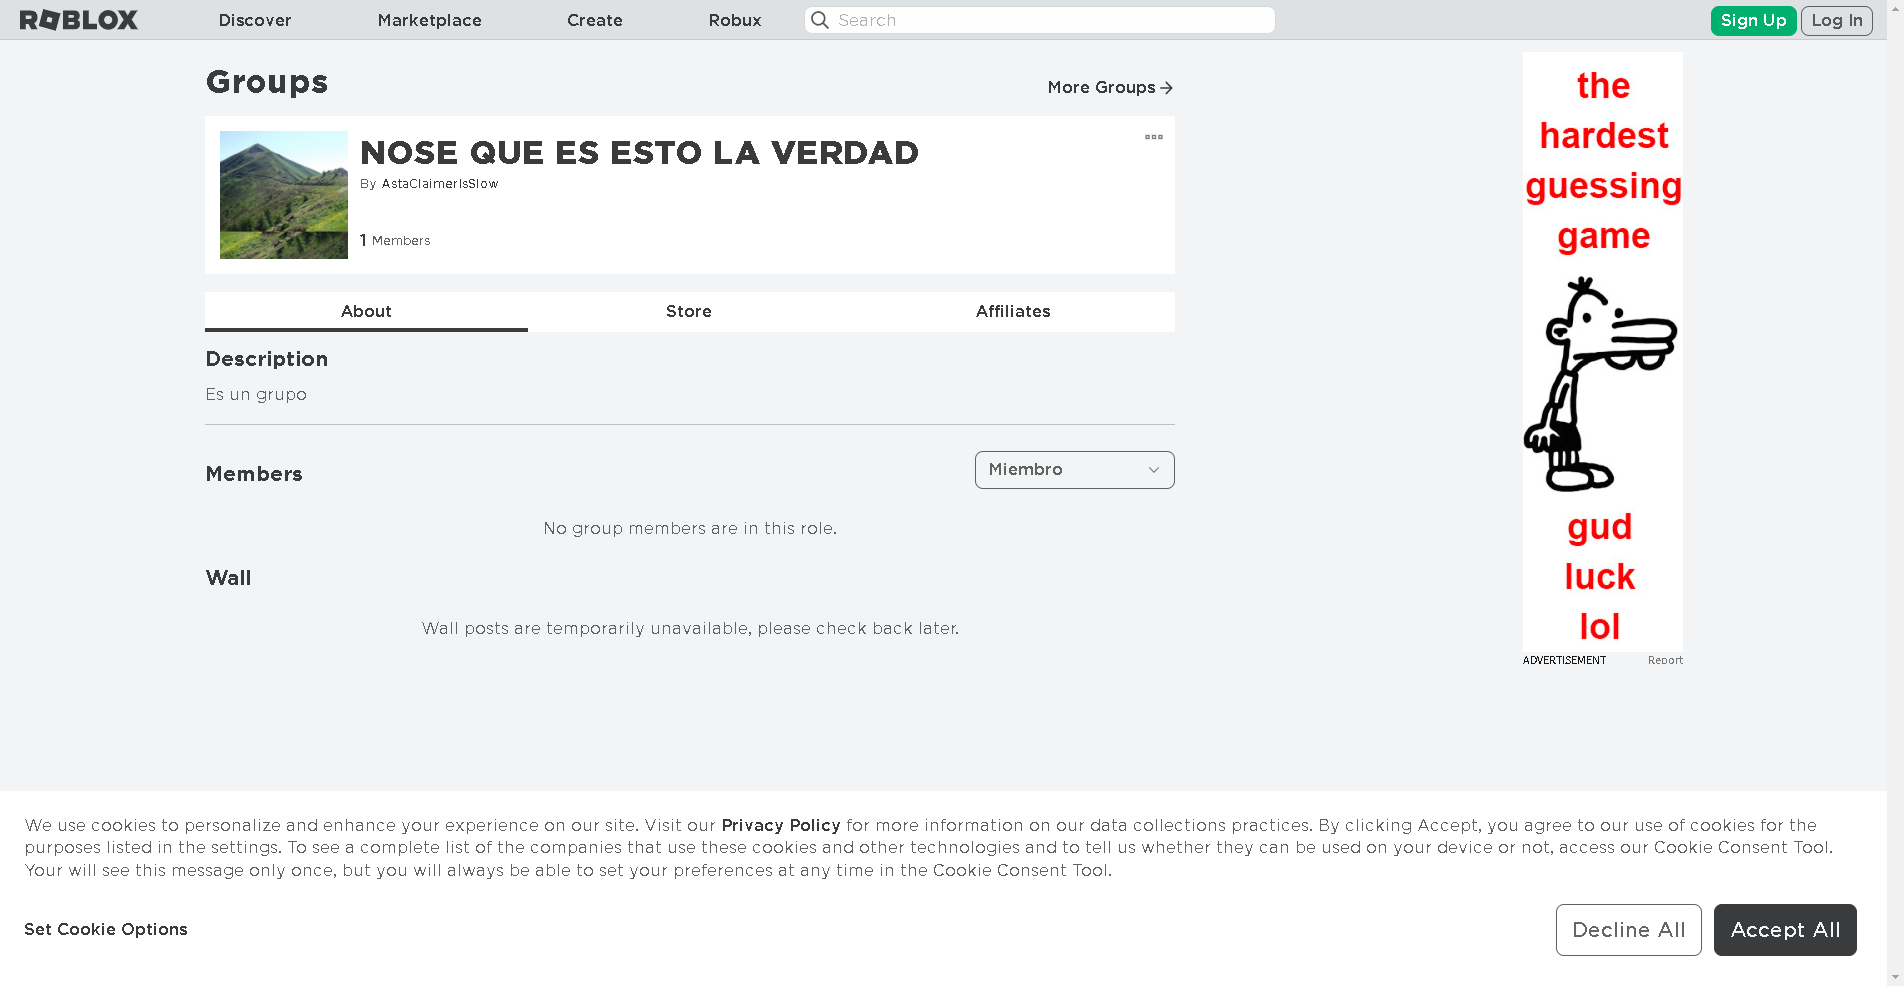 ROBLOX Discover Marketplace Create Robux Search Sign Up Log In
Groups
More Groups
NOSE QUE ES ESTO LA VERDAD
By AstaClaimerIsSlow
1 Members
About Store Affiliates
Description
Es un grupo
Members
Miembro
No group members are in this role.
Wall
Wall posts are temporarily unavailable, please check back later.
the
hardest
guessing
game
gud
luck
lol
ADVERTISEMENT Report
We use cookies to personalize and enhance your experience on our site. Visit our Privacy Policy for more information on our data collections practices. By clicking Accept, you agree to our use of cookies for the
purposes listed in the settings. To see a complete list of the companies that use these cookies and other technologies and to tell us whether they can be used on your device or not, access our Cookie Consent Tool.
Your will see this message only once, but you will always be able to set your preferences at any time in the Cookie Consent Tool.
Set Cookie Options
Decline All
Accept All